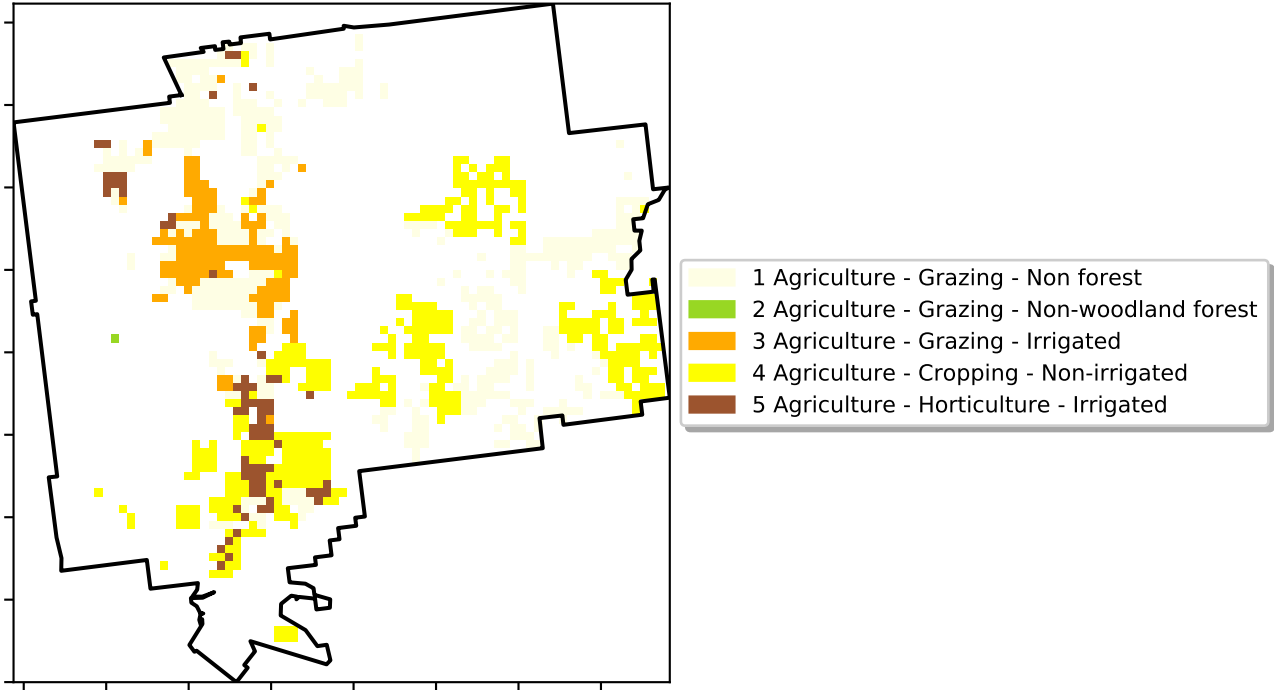 1 Agriculture - Grazing - Non forest
2 Agriculture - Grazing - Non-woodland forest
3 Agriculture - Grazing - Irrigated
4 Agriculture - Cropping - Non-irrigated
5 Agriculture - Horticulture - Irrigated